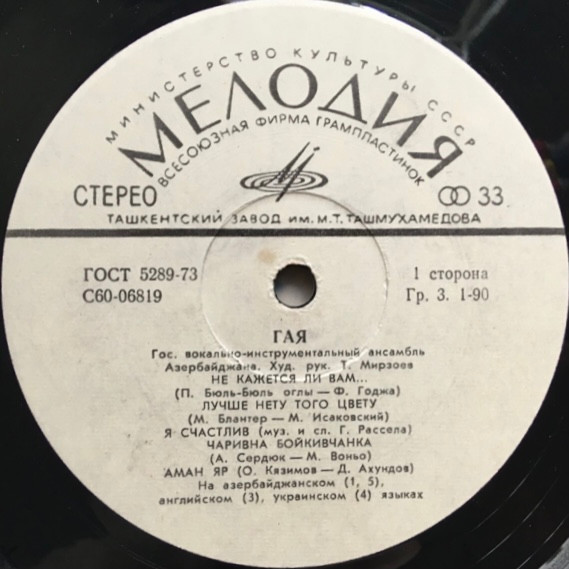 МИНИСТЕРСТВО КУЛЬТУРЫ СССР
МЕЛОДИЯ
ВСЕСОЮЗНАЯ ФИРМА ГРАМПЛАСТИНОК
СТЕРЕО
33
ТАШКЕНТСКИЙ ЗАВОД ИМ. М.Т. ТАШМУХАМЕДОВА
ГОСТ 5289-73
1 сторона
С60-06819
Гр. 3. 1-90
ГАЯ
Гос. вокально-инструментальный ансамбль
Азербайджана. Худ. рук. Т. Мирзоев
НЕ КАЖЕТСЯ ЛИ ВАМ...
(П. Бюль-Бюль оглы — Ф. Годжа)
ЛУЧШЕ НЕТУ ТОГО ЦВЕТУ
(М. Блантер — М. Исаковский)
Я СЧАСТЛИВ (муз. и сл. Г. Рассела)
ЧАРИВНА БОЙКИВЧАНКА
(А. Сердюк — М. Воньо)
АМАН ЯР (О. Кязимов — Д. Ахундов)
На азербайджанском (1, 5),
английском (3), украинском (4) языках